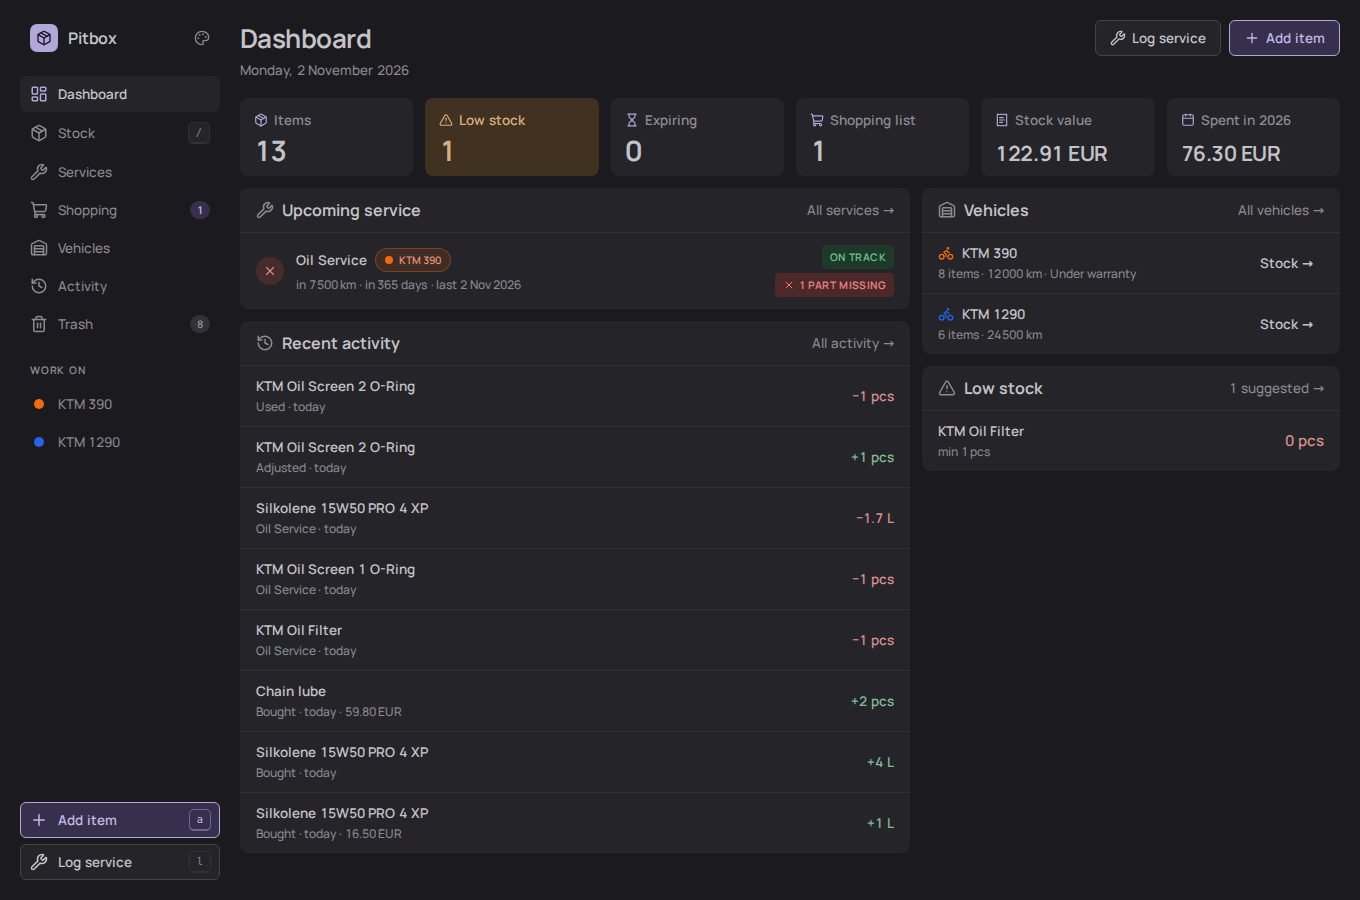 Pitbox
Dashboard
Stock /
Services
Shopping 1
Vehicles
Activity
Trash 8
WORK ON
KTM 390
KTM 1290
Add item a
Log service l
Dashboard
Monday, 2 November 2026
Log service
Add item
Items
13
Low stock
1
Expiring
0
Shopping list
1
Stock value
122.91 EUR
Spent in 2026
76.30 EUR
Upcoming service
All services →
Oil Service KTM 390
in 7 500 km · in 365 days · last 2 Nov 2026
ON TRACK
1 PART MISSING
Recent activity
All activity →
KTM Oil Screen 2 O-Ring
Used · today
−1 pcs
KTM Oil Screen 2 O-Ring
Adjusted · today
+1 pcs
Silkolene 15W50 PRO 4 XP
Oil Service · today
−1.7 L
KTM Oil Screen 1 O-Ring
Oil Service · today
−1 pcs
KTM Oil Filter
Oil Service · today
−1 pcs
Chain lube
Bought · today · 59.80 EUR
+2 pcs
Silkolene 15W50 PRO 4 XP
Bought · today
+4 L
Silkolene 15W50 PRO 4 XP
Bought · today · 16.50 EUR
+1 L
Vehicles
All vehicles →
KTM 390
8 items · 12 000 km · Under warranty
Stock →
KTM 1290
6 items · 24 500 km
Stock →
Low stock
1 suggested →
KTM Oil Filter
min 1 pcs
0 pcs